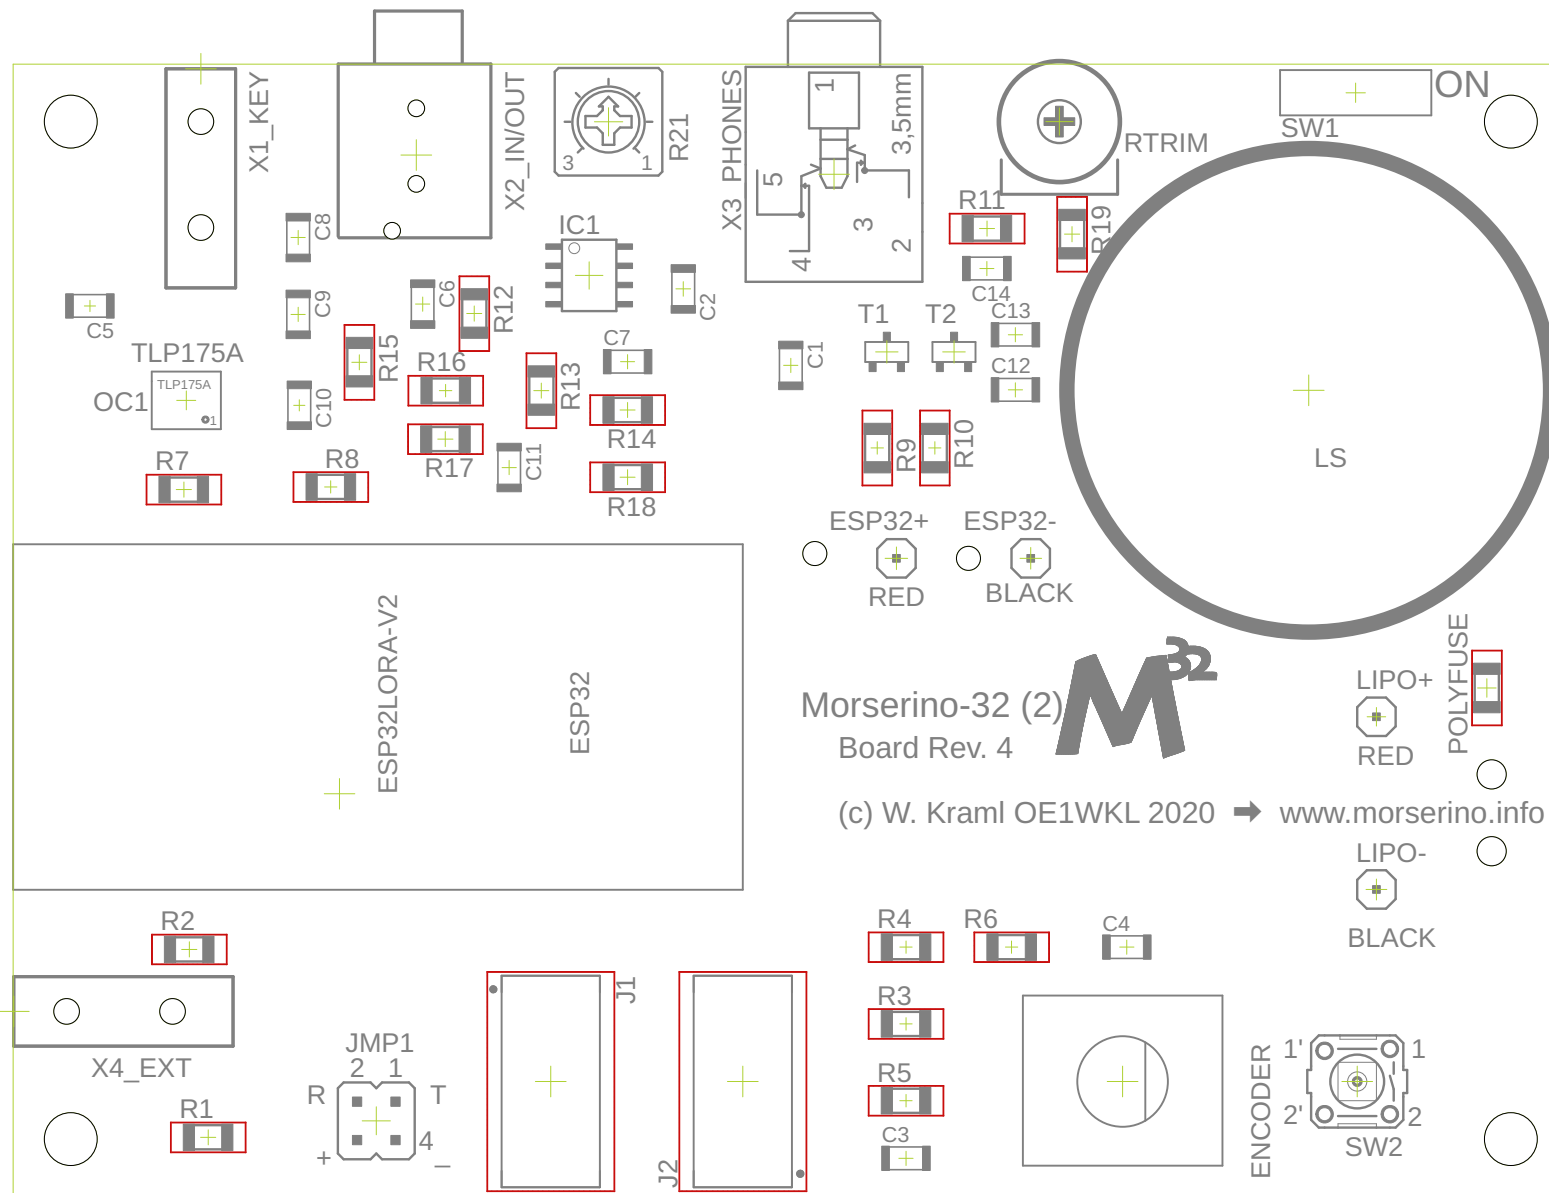 X1_KEY
X2_IN/OUT
3
1
R21
X3_PHONES
1
3,5mm
5
3
4
2
RTRIM
ON
SW1
C8
IC1
R11
R19
C14
C5
C9
C6
R12
C2
T1
T2
C13
TLP175A
TLP175A
OC1
1
R15
R16
C7
R13
C1
C12
C10
R14
R17
C11
R9
R10
LS
R7
R8
R18
ESP32+
ESP32-
RED
BLACK
ESP32LORA-V2
ESP32
M32
Morserino-32 (2)
Board Rev. 4
LIPO+
POLYFUSE
RED
(c) W. Kraml OE1WKL 2020 ➡ www.morserino.info
LIPO-
BLACK
R2
R4
R6
C4
X4_EXT
J1
R3
JMP1
2 1
R T
4
+ _
R1
J2
R5
C3
ENCODER
1' 1
2' 2
SW2